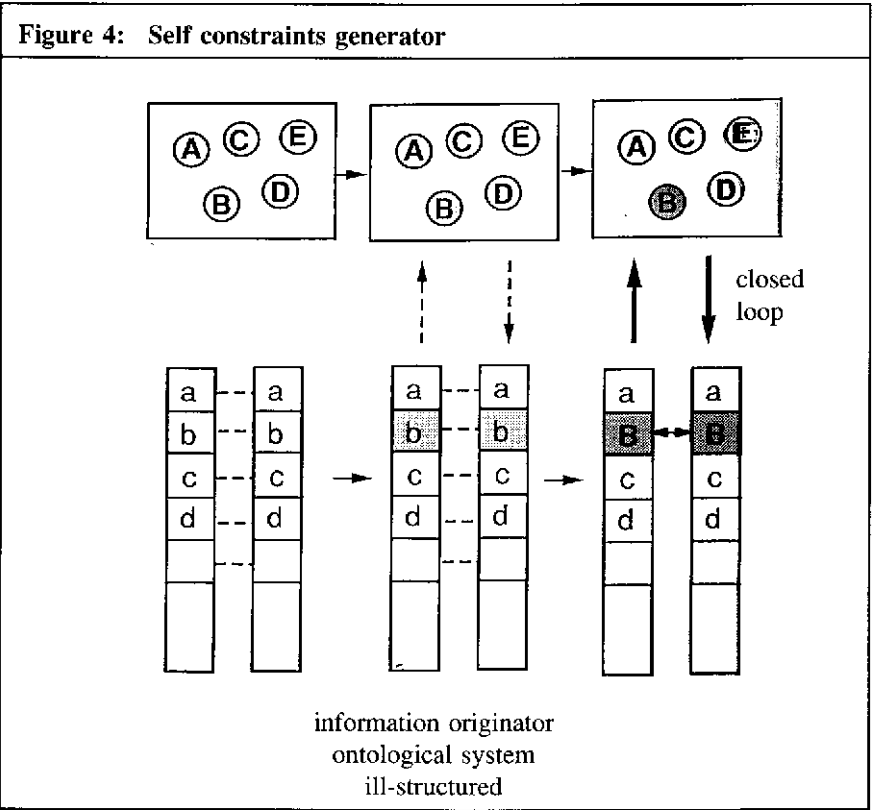 Figure 4: Self constraints generator
A C E
B D
A C E
B D
A C E
B D
closed
loop
a a
b b
c c
d d
a a
b b
c c
d d
a a
B B
c c
d d
information originator
ontological system
ill-structured